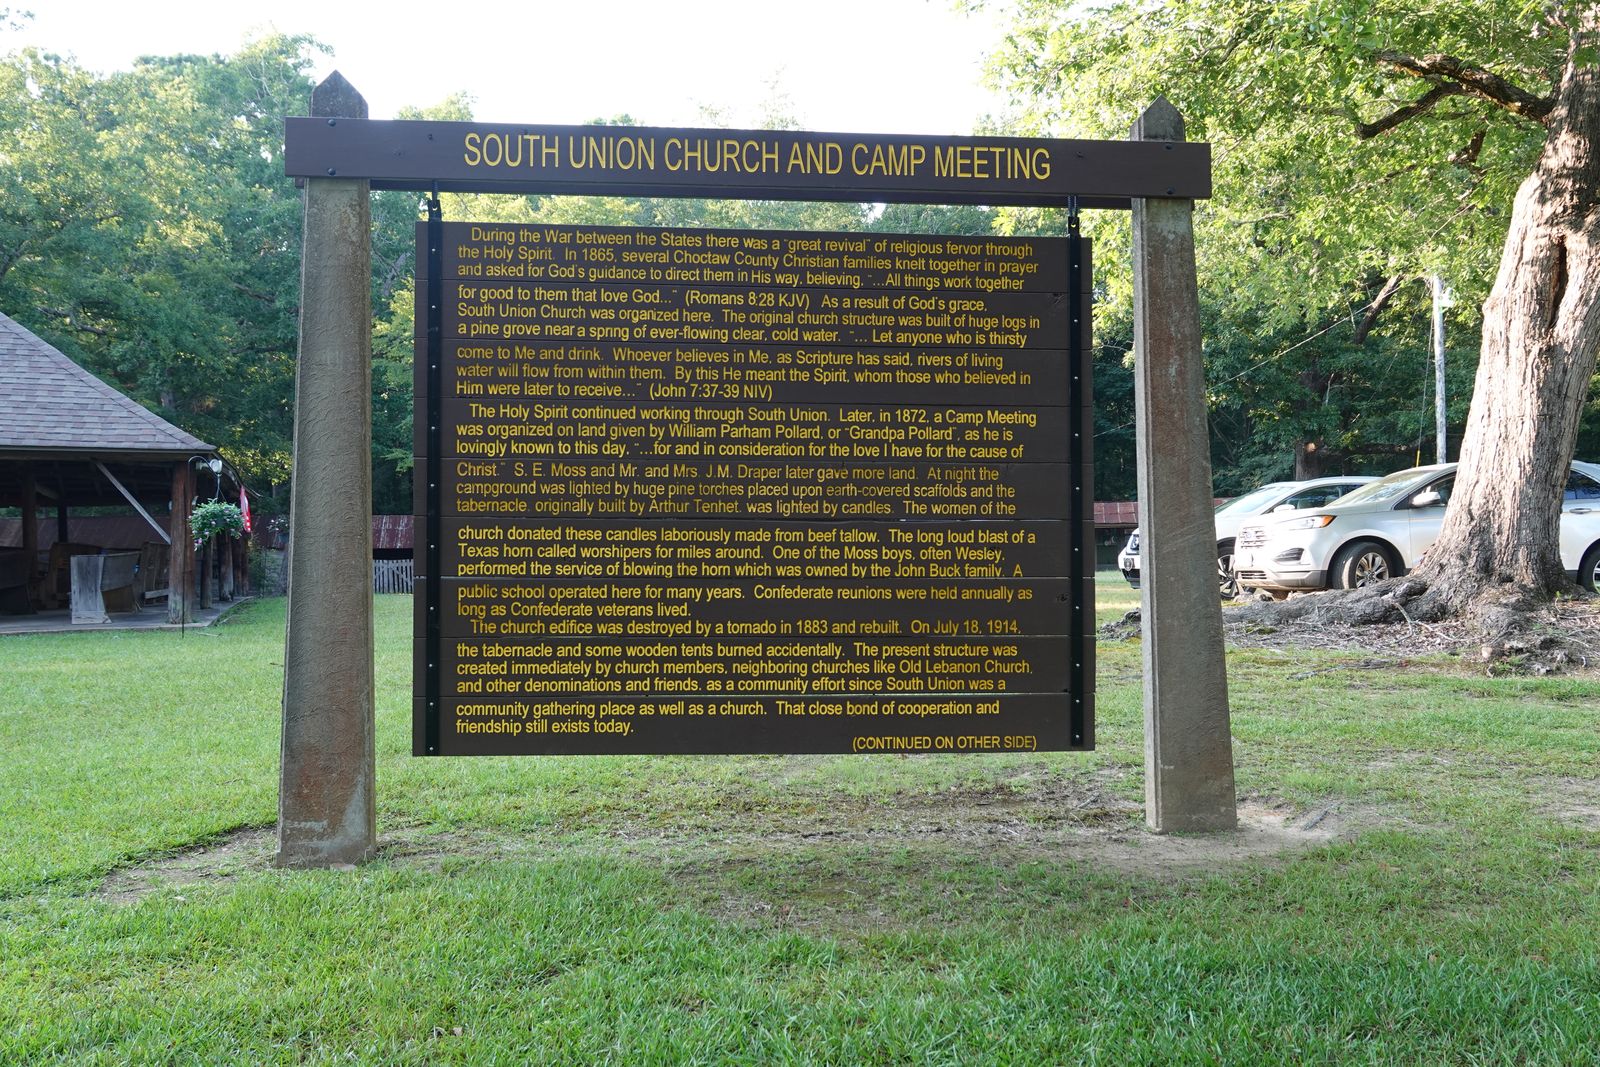 SOUTH UNION CHURCH AND CAMP MEETING
During the War between the States there was a "great revival" of religious fervor through
the Holy Spirit. In 1865, several Choctaw County Christian families knelt together in prayer
and asked for God's guidance to direct them in His way, believing, "...All things work together
for good to them that love God..." (Romans 8:28 KJV) As a result of God's grace,
South Union Church was organized here. The original church structure was built of huge logs in
a pine grove near a spring of ever-flowing clear, cold water. "... Let anyone who is thirsty
come to Me and drink. Whoever believes in Me, as Scripture has said, rivers of living
water will flow from within them. By this He meant the Spirit, whom those who believed in
Him were later to receive..." (John 7:37-39 NIV)
The Holy Spirit continued working through South Union. Later, in 1872, a Camp Meeting
was organized on land given by William Parham Pollard, or "Grandpa Pollard", as he is
lovingly known to this day, "...for and in consideration for the love I have for the cause of
Christ." S. E. Moss and Mr. and Mrs. J.M. Draper later gave more land. At night the
campground was lighted by huge pine torches placed upon earth-covered scaffolds and the
tabernacle, originally built by Arthur Tenhet, was lighted by candles. The women of the
church donated these candles laboriously made from beef tallow. The long loud blast of a
Texas horn called worshipers for miles around. One of the Moss boys, often Wesley,
performed the service of blowing the horn which was owned by the John Buck family. A
public school operated here for many years. Confederate reunions were held annually as
long as Confederate veterans lived.
The church edifice was destroyed by a tornado in 1883 and rebuilt. On July 18, 1914,
the tabernacle and some wooden tents burned accidentally. The present structure was
created immediately by church members, neighboring churches like Old Lebanon Church,
and other denominations and friends, as a community effort since South Union was a
community gathering place as well as a church. That close bond of cooperation and
friendship still exists today.
(CONTINUED ON OTHER SIDE)